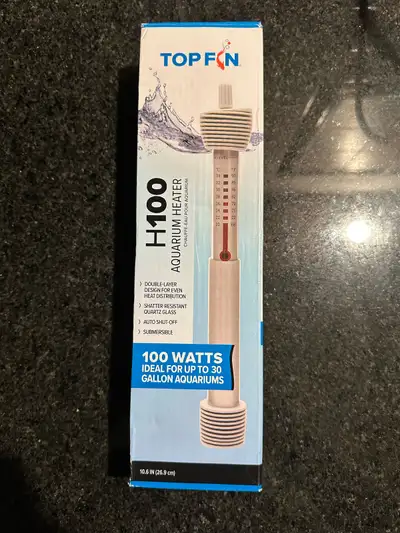 TOP FIN
H100
AQUARIUM HEATER
CHAUFFE-EAU POUR AQUARIUM
› DOUBLE-LAYER
DESIGN FOR EVEN
HEAT DISTRIBUTION
› SHATTER-RESISTANT
QUARTZ GLASS
› AUTO SHUT-OFF
› SUBMERSIBLE
100 WATTS
IDEAL FOR UP TO 30
GALLON AQUARIUMS
10.6 IN (26.9 cm)